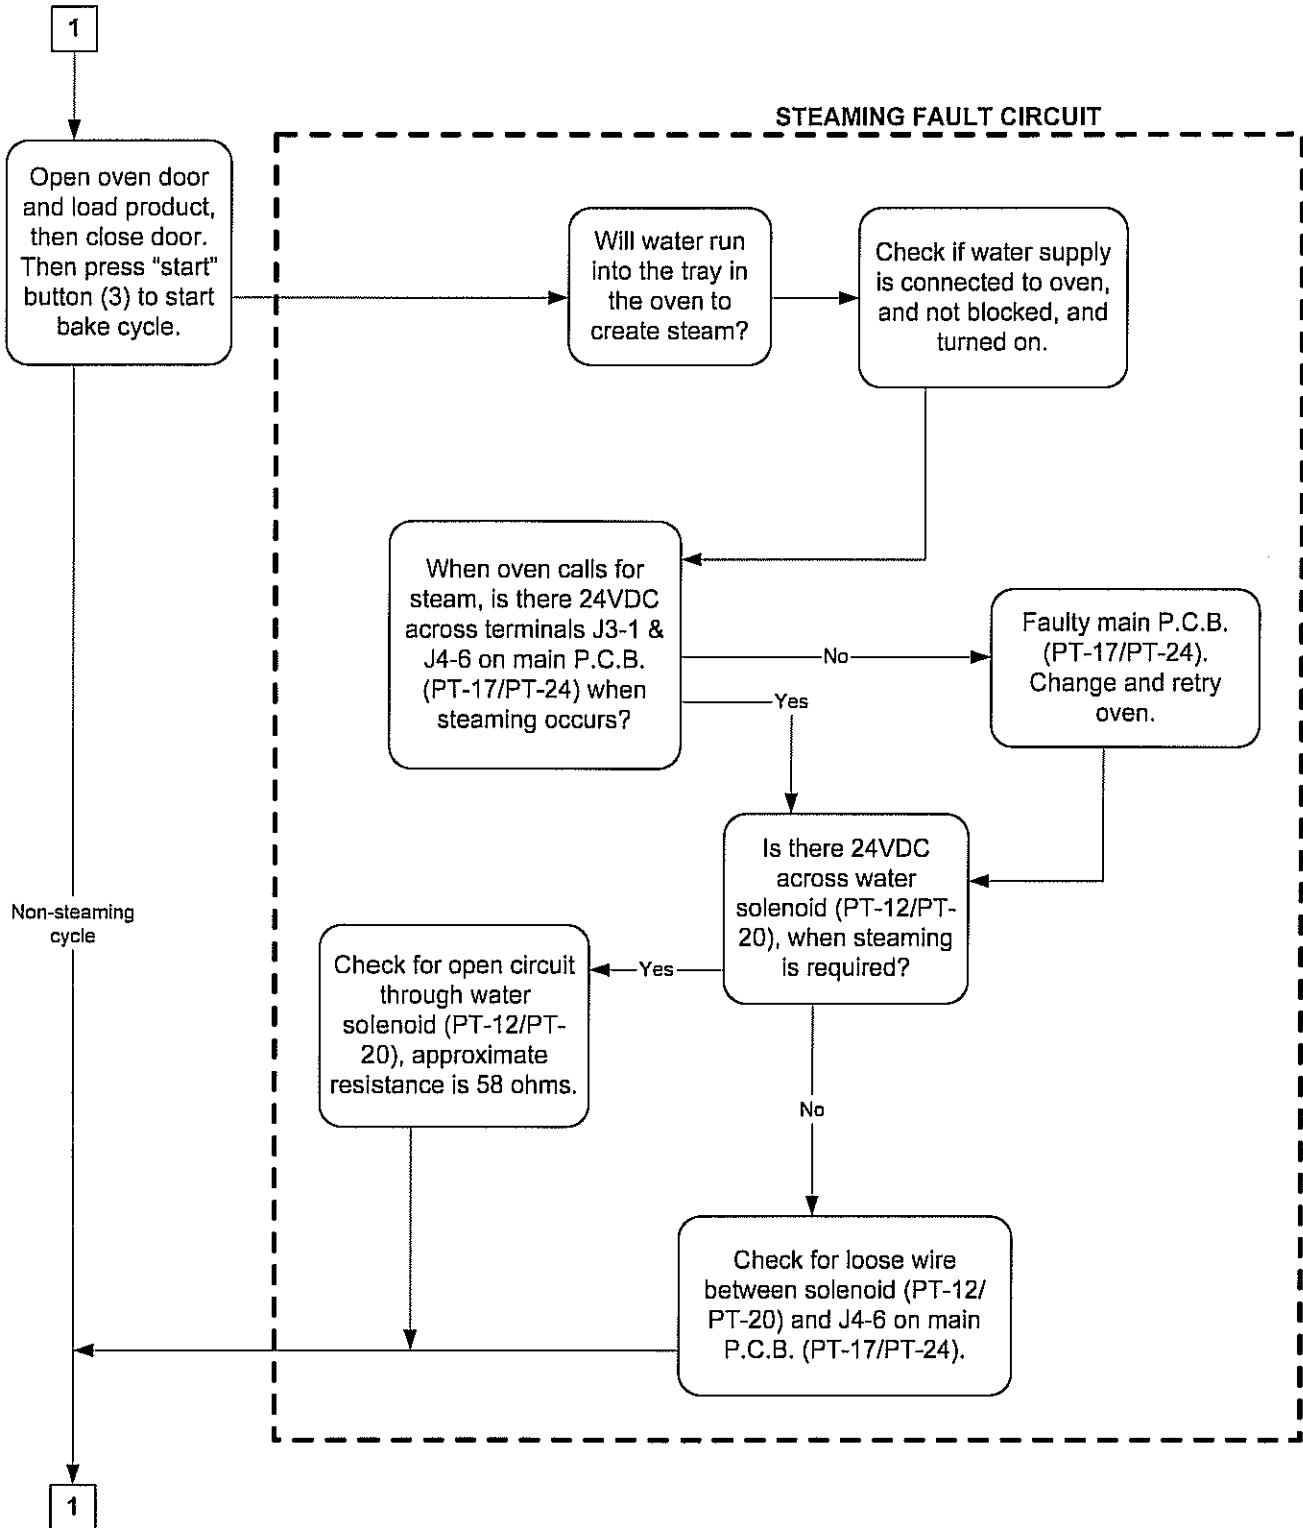 1
STEAMING FAULT CIRCUIT
Open oven door
and load product,
then close door.
Then press "start"
button (3) to start
bake cycle.
Will water run
into the tray in
the oven to
create steam?
Check if water supply
is connected to oven,
and not blocked, and
turned on.
When oven calls for
steam, is there 24VDC
across terminals J3-1 &
J4-6 on main P.C.B.
(PT-17/PT-24) when
steaming occurs?
No
Yes
Faulty main P.C.B.
(PT-17/PT-24).
Change and retry
oven.
Is there 24VDC
across water
solenoid (PT-12/PT-
20), when steaming
is required?
Non-steaming
cycle
Yes
Check for open circuit
through water
solenoid (PT-12/PT-
20), approximate
resistance is 58 ohms.
No
Check for loose wire
between solenoid (PT-12/
PT-20) and J4-6 on main
P.C.B. (PT-17/PT-24).
1